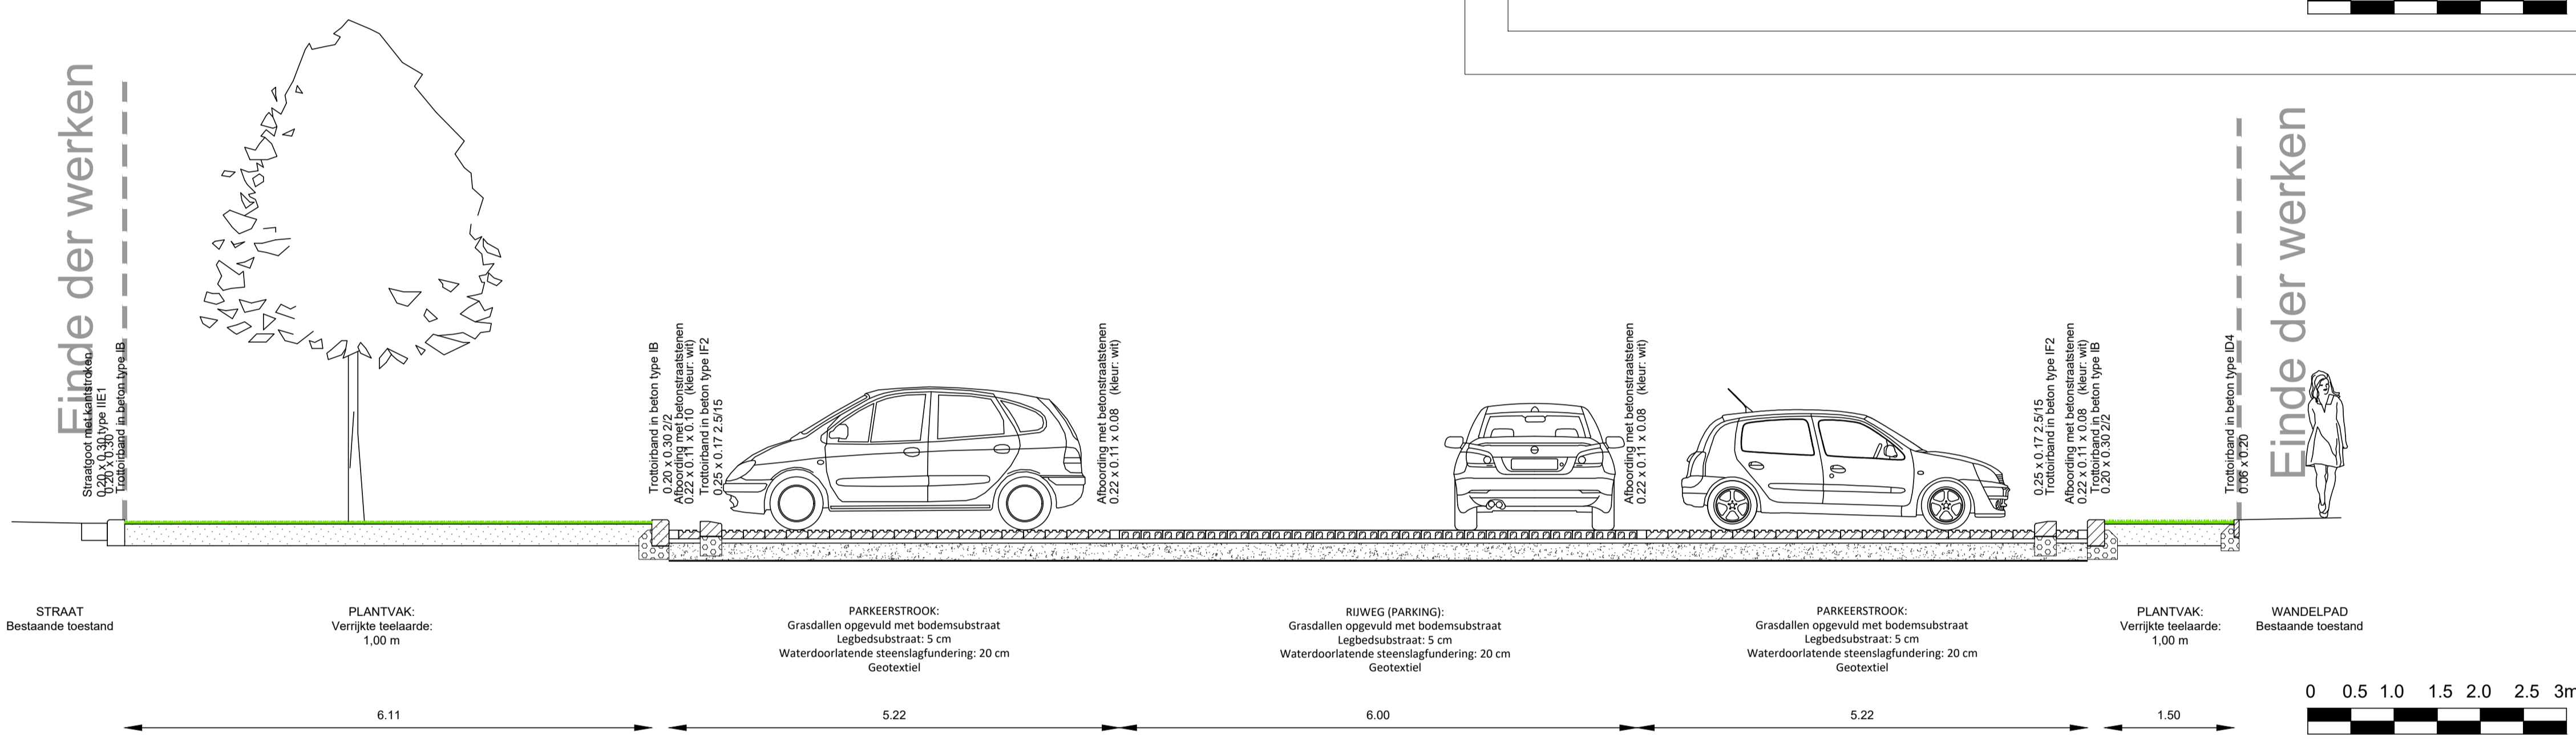 Einde der werken
Straatgoot met kantstroken
0.20 x 0.30 type IIE1
0.20 x 0.30
Trottoirband in beton type IB
Trottoirband in beton type IB
0.20 x 0.30 2/2
Afboording met betonstraatstenen
0.22 x 0.11 x 0.10 (kleur: wit)
Trottoirband in beton type IF2
0.25 x 0.17 2.5/15
Afboording met betonstraatstenen
0.22 x 0.11 x 0.08 (kleur: wit)
Afboording met betonstraatstenen
0.22 x 0.11 x 0.08 (kleur: wit)
0.25 x 0.17 2.5/15
Trottoirband in beton type IF2
Afboording met betonstraatstenen
0.22 x 0.11 x 0.08 (kleur: wit)
Trottoirband in beton type IB
0.20 x 0.30 2/2
Trottoirband in beton type ID4
0.06 x 0.20
Einde der werken
STRAAT
Bestaande toestand
PLANTVAK:
Verrijkte teelaarde:
1,00 m
PARKEERSTROOK:
Grasdallen opgevuld met bodemsubstraat
Legbedsubstraat: 5 cm
Waterdoorlatende steenslagfundering: 20 cm
Geotextiel
RIJWEG (PARKING):
Grasdallen opgevuld met bodemsubstraat
Legbedsubstraat: 5 cm
Waterdoorlatende steenslagfundering: 20 cm
Geotextiel
PARKEERSTROOK:
Grasdallen opgevuld met bodemsubstraat
Legbedsubstraat: 5 cm
Waterdoorlatende steenslagfundering: 20 cm
Geotextiel
PLANTVAK:
Verrijkte teelaarde:
1,00 m
WANDELPAD
Bestaande toestand
6.11
5.22
6.00
5.22
1.50
0 0.5 1.0 1.5 2.0 2.5 3m